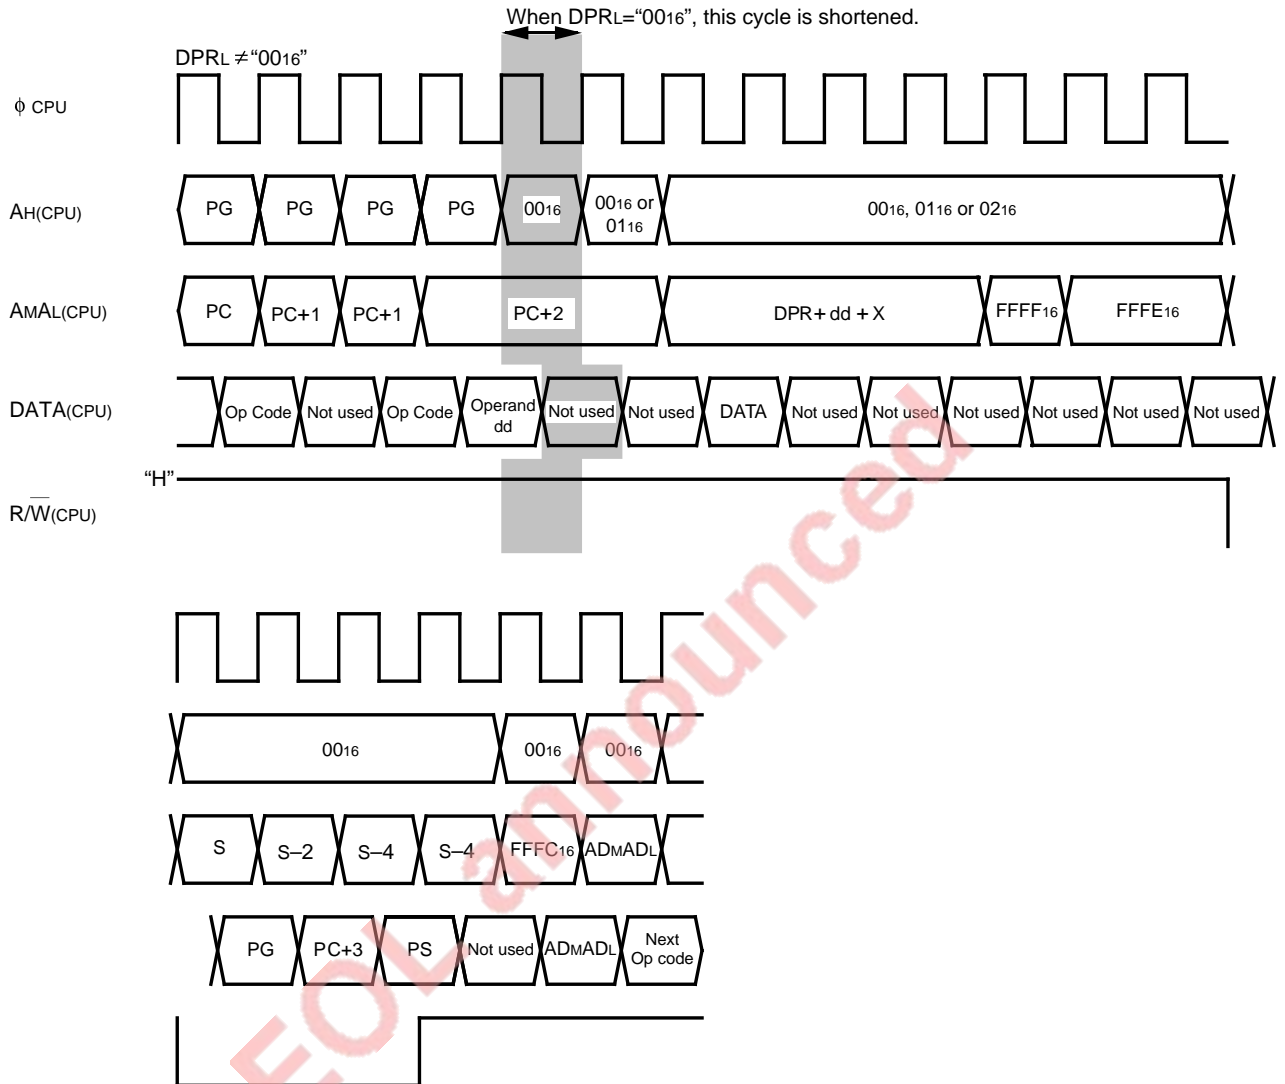 When DPRL="0016", this cycle is shortened.
DPRL ≠"0016"
ϕ CPU
AH(CPU)
PG PG PG PG 0016 0016 or 0116 0016, 0116 or 0216
AMAL(CPU)
PC PC+1 PC+1 PC+2 DPR+ dd + X FFFF16 FFFE16
DATA(CPU)
Op Code Not used Op Code Operand dd Not used Not used DATA Not used Not used Not used Not used Not used Not used
"H"
R/W̅(CPU)
0016 0016 0016
S S–2 S–4 S–4 FFFC16 ADMADL
PG PC+3 PS Not used ADMADL Next Op code
EOL announced